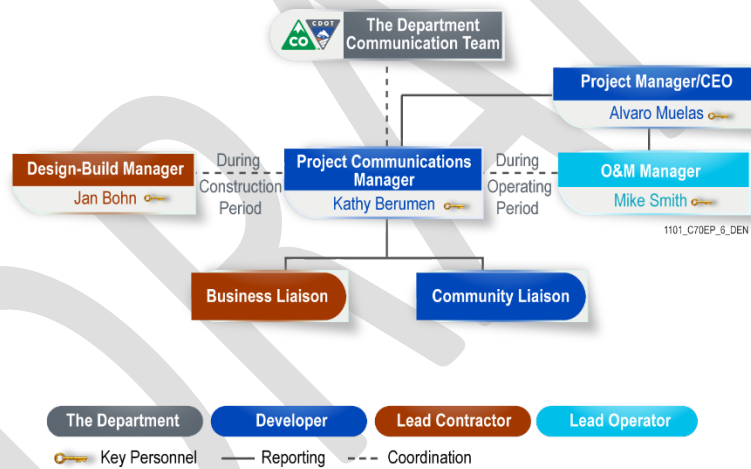 CO
CDOT
The Department
Communication Team
Project Manager/CEO
Alvaro Muelas
Design-Build Manager
Jan Bohn
During
Construction
Period
Project Communications
Manager
Kathy Berumen
During
Operating
Period
O&M Manager
Mike Smith
1101_C70EP_6_DEN
Business Liaison
Community Liaison
The Department
Developer
Lead Contractor
Lead Operator
Key Personnel
Reporting
Coordination